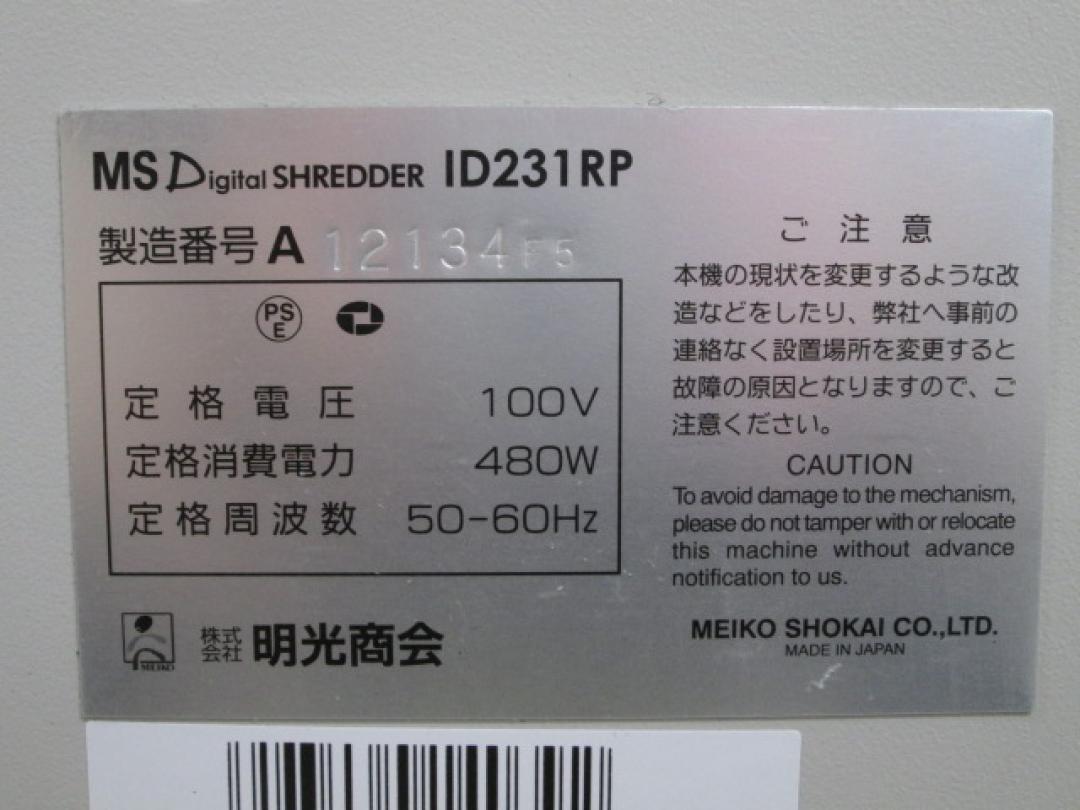 MS Digital SHREDDER ID231RP
製造番号 A 12134F5
PS
E
定格電圧 100V
定格消費電力 480W
定格周波数 50-60Hz
MEIKO
株式
会社 明光商会
ご注意
本機の現状を変更するような改
造などをしたり、弊社へ事前の
連絡なく設置場所を変更すると
故障の原因となりますので、ご
注意ください。
CAUTION
To avoid damage to the mechanism,
please do not tamper with or relocate
this machine without advance
notification to us.
MEIKO SHOKAI CO.,LTD.
MADE IN JAPAN